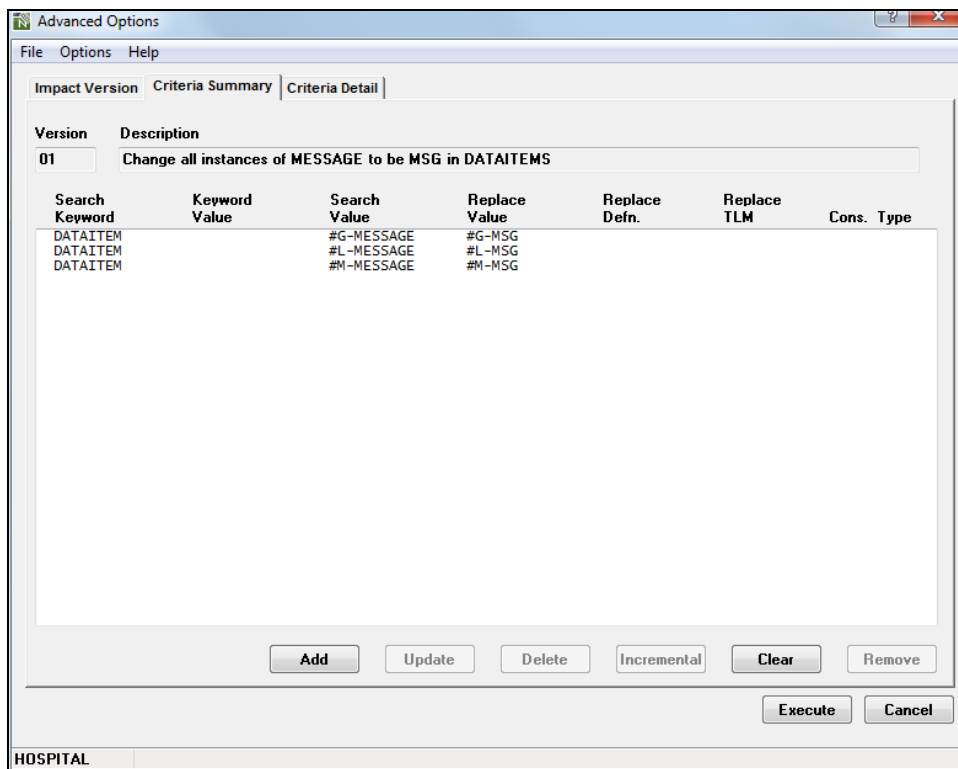 Advanced Options
File Options Help
Impact Version Criteria Summary Criteria Detail
Version Description
01 Change all instances of MESSAGE to be MSG in DATAITEMS
Search Keyword Search Replace Replace Replace
Keyword Value Value Value Defn. TLM Cons. Type
DATAITEM #G-MESSAGE #G-MSG
DATAITEM #L-MESSAGE #L-MSG
DATAITEM #M-MESSAGE #M-MSG
Add Update Delete Incremental Clear Remove
Execute Cancel
HOSPITAL